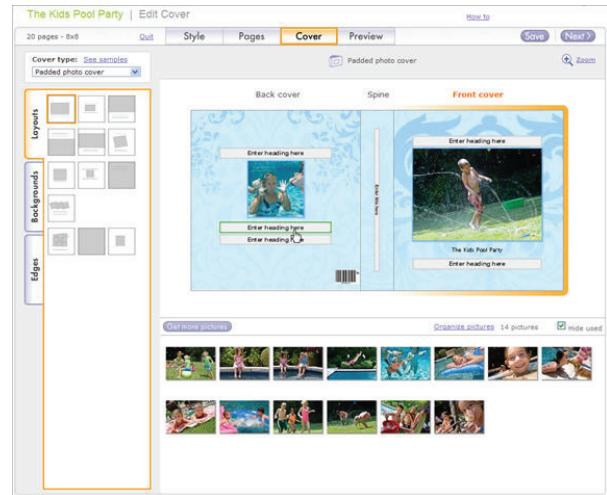 The Kids Pool Party | Edit Cover
How to
20 pages - 8x8
Quit
Style
Pages
Cover
Preview
Save
Next >
Cover type: See samples
Padded photo cover
Padded photo cover
Zoom
Layouts
Backgrounds
Edges
Back cover
Spine
Front cover
Enter heading here
Enter heading here
Enter heading here
Enter title here
Enter heading here
The Kids Pool Party
Enter heading here
Get more pictures
Organize pictures 14 pictures
Hide used